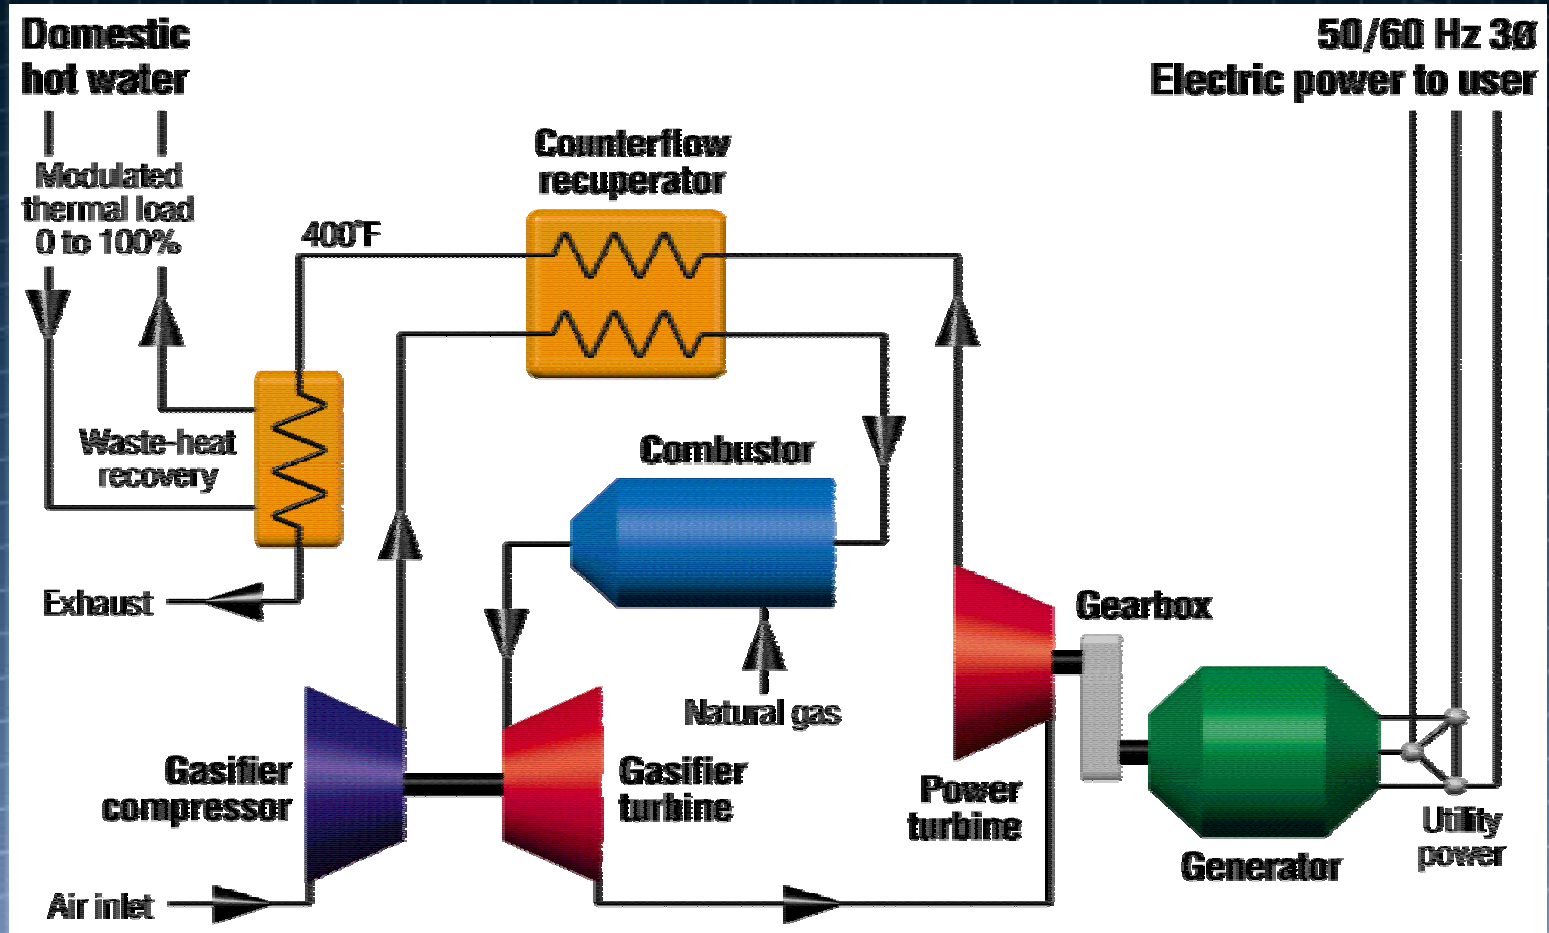 Domestic
hot water
50/60 Hz 3Ø
Electric power to user
Modulated
thermal load
0 to 100%
Counterflow
recuperator
400°F
Waste-heat
recovery
Combustor
Exhaust
Gearbox
Natural gas
Gasifier
compressor
Gasifier
turbine
Power
turbine
Utility
power
Generator
Air inlet